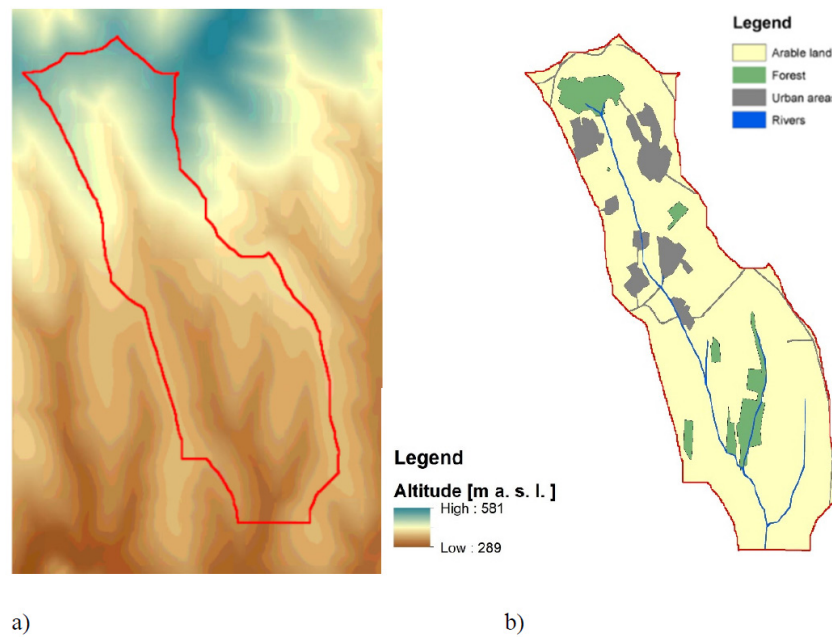 Legend
Altitude [m a. s. l. ]
High : 581
Low : 289
a)
Legend
Arable land
Forest
Urban areas
Rivers
b)